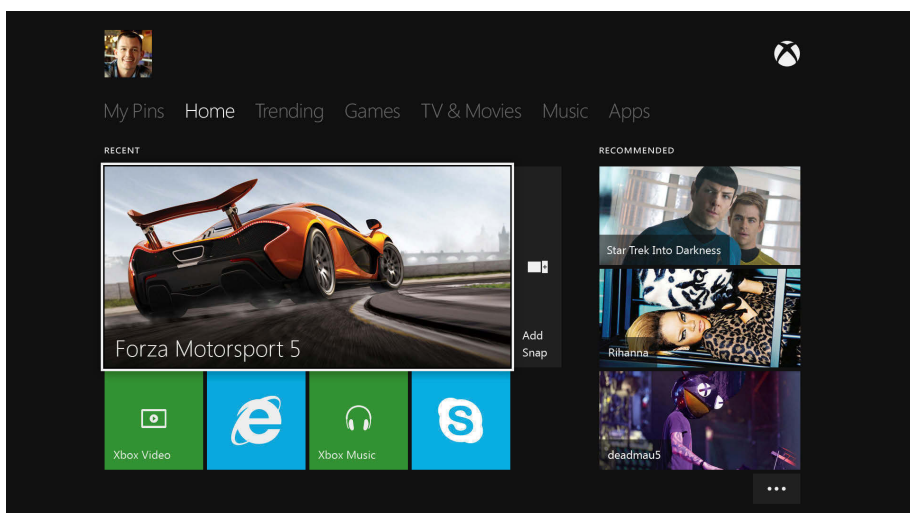 My Pins Home Trending Games TV & Movies Music Apps
RECENT
Forza Motorsport 5
Add
Snap
Xbox Video
Xbox Music
RECOMMENDED
Star Trek Into Darkness
Rihanna
deadmau5